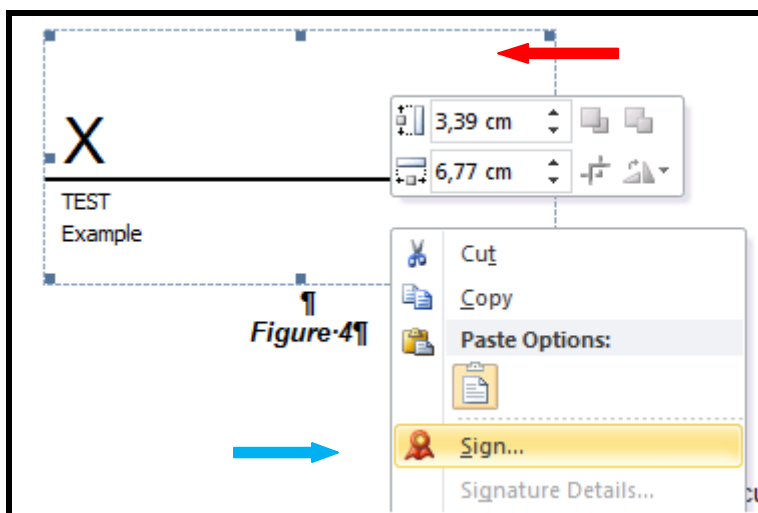 3,39 cm
X
6,77 cm
TEST
Example
Cut
¶
Copy
Figure·4¶
Paste Options:
Sign...
Signature Details...